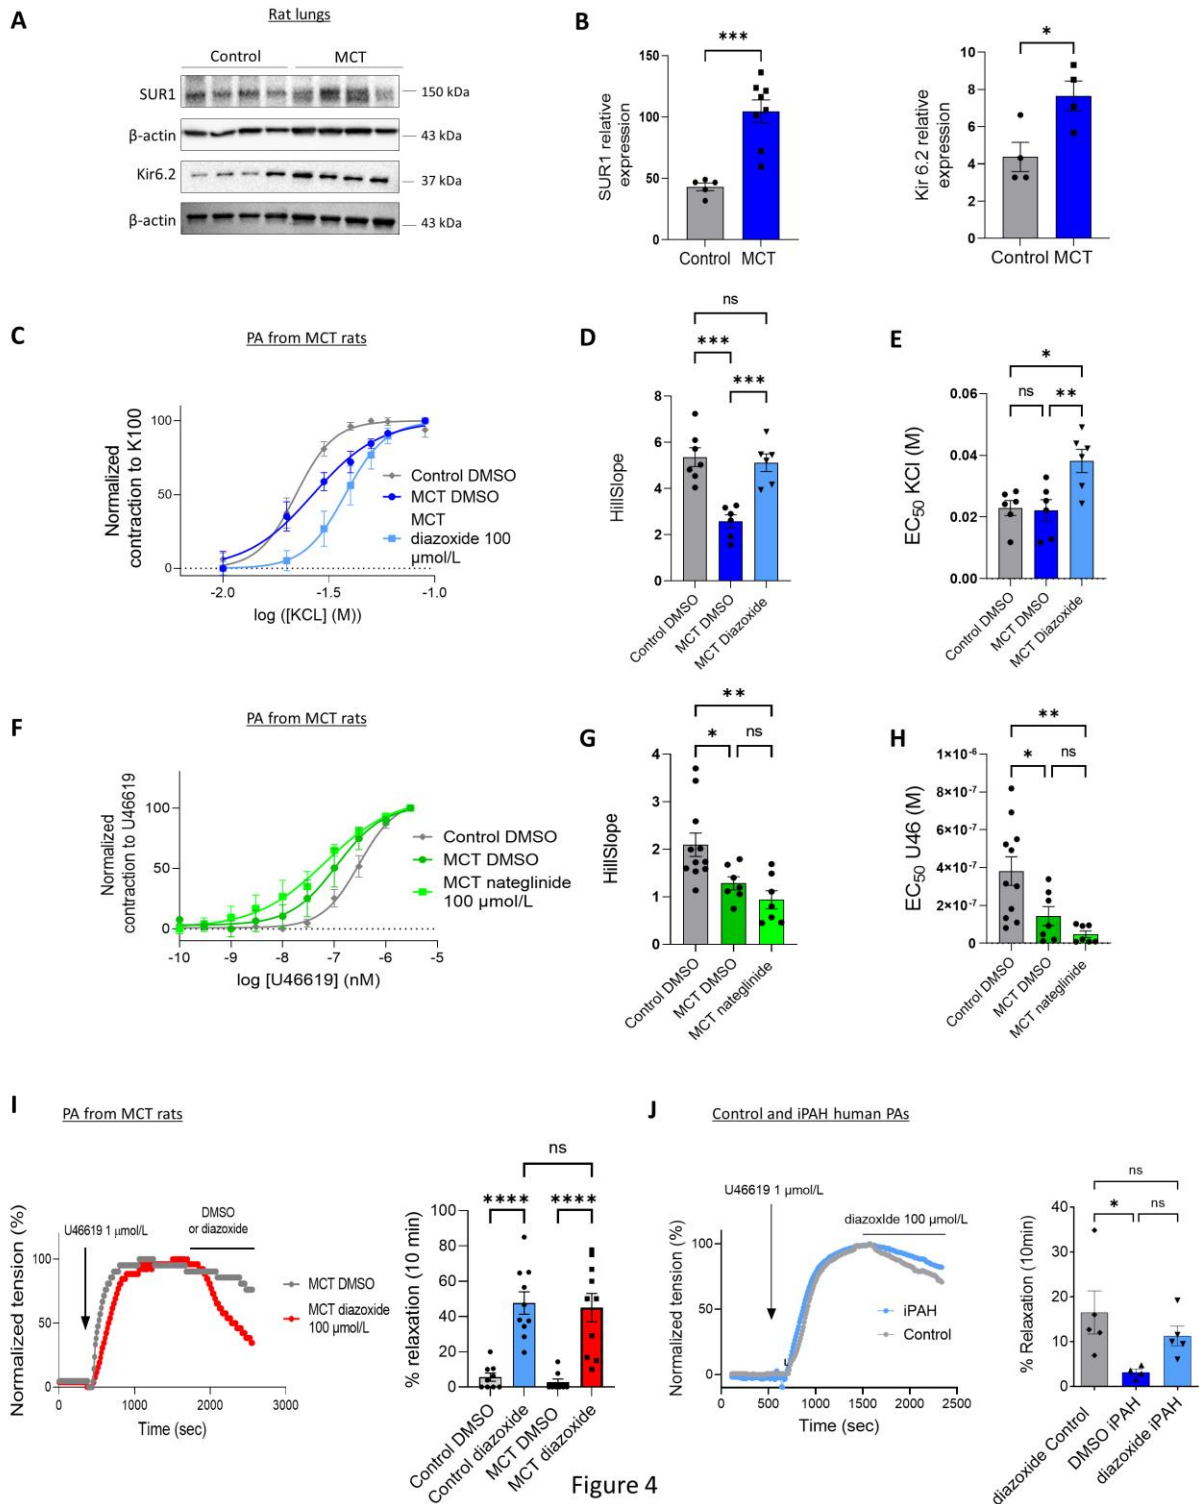 A
Rat lungs
Control
MCT
SUR1
150 kDa
β-actin
43 kDa
Kir6.2
37 kDa
β-actin
43 kDa
B
***
SUR1 relative
expression
150
100
50
0
Control MCT
*
Kir 6.2 relative
expression
10
8
6
4
2
0
Control MCT
C
PA from MCT rats
Normalized
contraction to K100
100
50
0
-2.0
-1.5
-1.0
log ([KCL] (M))
Control DMSO
MCT DMSO
MCT
diazoxide 100
µmol/L
D
ns
***
***
HillSlope
8
6
4
2
0
Control DMSO
MCT DMSO
MCT Diazoxide
E
*
ns
**
EC50 KCl (M)
0.06
0.04
0.02
0.00
Control DMSO
MCT DMSO
MCT Diazoxide
F
PA from MCT rats
Normalized
contraction to U46619
100
50
0
-10
-9
-8
-7
-6
-5
log [U46619] (nM)
Control DMSO
MCT DMSO
MCT nateglinide
100 µmol/L
G
**
*
ns
HillSlope
4
3
2
1
0
Control DMSO
MCT DMSO
MCT nateglinide
H
**
*
ns
EC50 U46 (M)
1×10-6
8×10-7
6×10-7
4×10-7
2×10-7
0
Control DMSO
MCT DMSO
MCT nateglinide
I
PA from MCT rats
Normalized tension (%)
100
50
0
U46619 1 µmol/L
DMSO
or diazoxide
MCT DMSO
MCT diazoxide
100 µmol/L
0
1000
2000
3000
Time (sec)
ns
****
****
% relaxation (10 min)
100
80
60
40
20
0
Control DMSO
Control diazoxide
MCT DMSO
MCT diazoxide
J
Control and iPAH human PAs
Normalized tension (%)
100
50
0
U46619 1 µmol/L
diazoxIde 100 µmol/L
iPAH
Control
0
500
1000
1500
2000
2500
Time (sec)
ns
*
ns
% Relaxation (10min)
40
30
20
10
0
diazoxide Control
DMSO iPAH
diazoxide iPAH
Figure 4